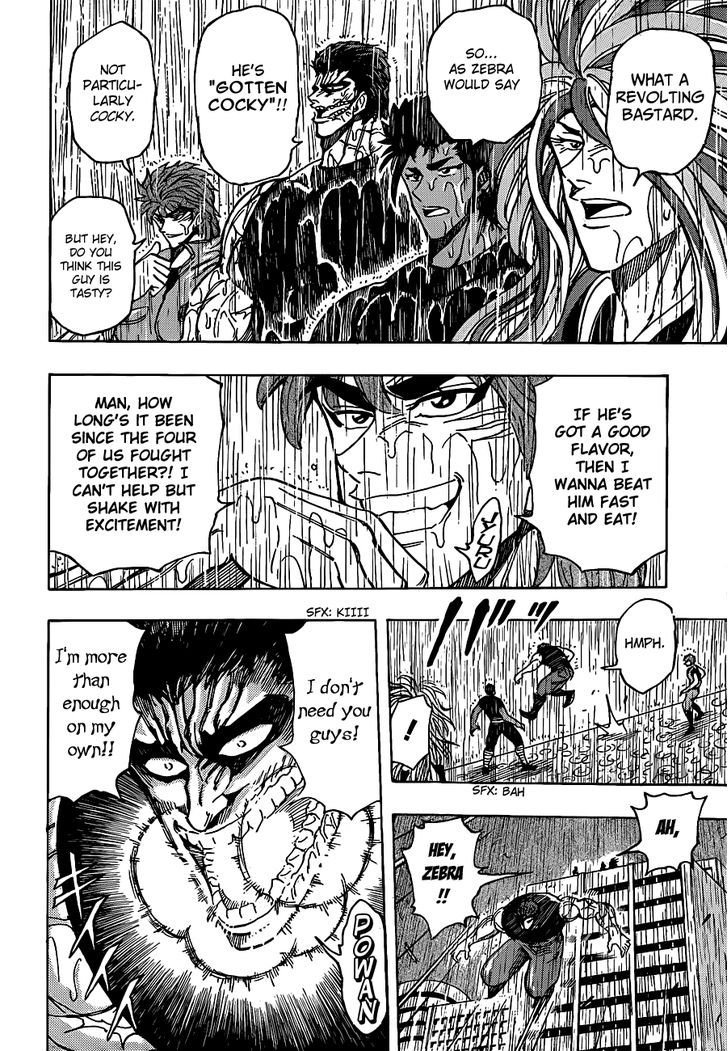 WHAT A
REVOLTING
BASTARD.
SO...
AS ZEBRA
WOULD SAY
HE'S
"GOTTEN
COCKY"!!
NOT
PARTICU-
LARLY
COCKY.
BUT HEY,
DO YOU
THINK THIS
GUY IS
TASTY?
IF HE'S
GOT A GOOD
FLAVOR,
THEN I
WANNA BEAT
HIM FAST
AND EAT!
MAN, HOW
LONG'S IT BEEN
SINCE THE FOUR
OF US FOUGHT
TOGETHER?! I
CAN'T HELP BUT
SHAKE WITH
EXCITEMENT!
HMPH.
!
SFX: BAH
AH,
HEY,
ZEBRA
!!
SFX: KIIII
I don't
need you
guys!
I'm more
than
enough
on my
own!!
POWAN